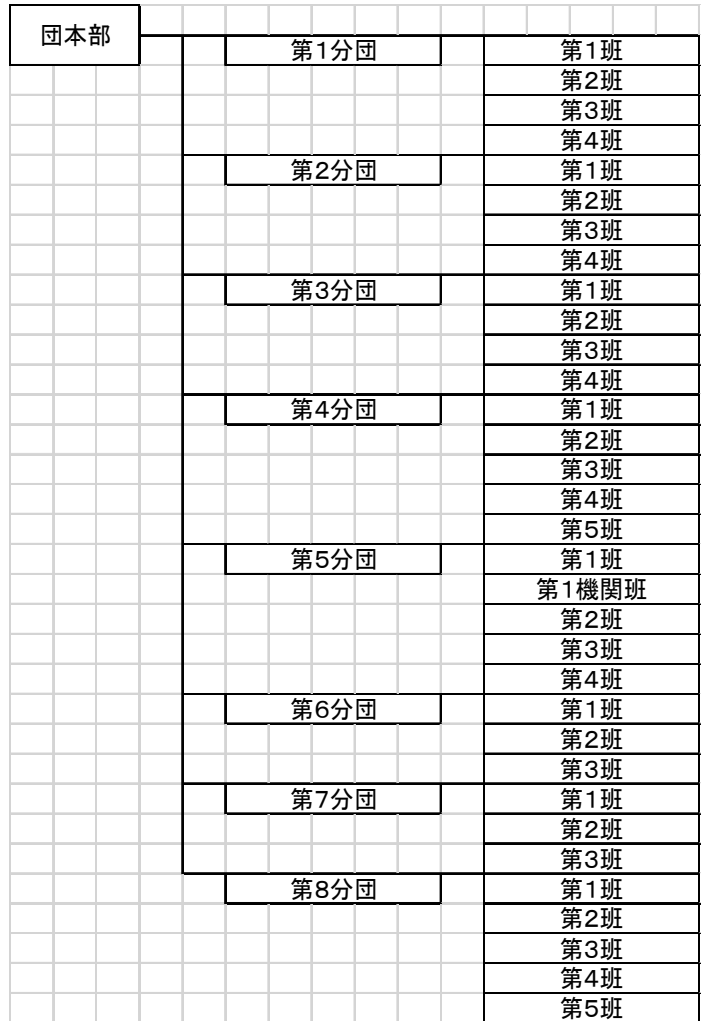 団本部
第1分団 第1班
第2班
第3班
第4班
第2分団 第1班
第2班
第3班
第4班
第3分団 第1班
第2班
第3班
第4班
第4分団 第1班
第2班
第3班
第4班
第5班
第5分団 第1班
第1機関班
第2班
第3班
第4班
第6分団 第1班
第2班
第3班
第7分団 第1班
第2班
第3班
第8分団 第1班
第2班
第3班
第4班
第5班